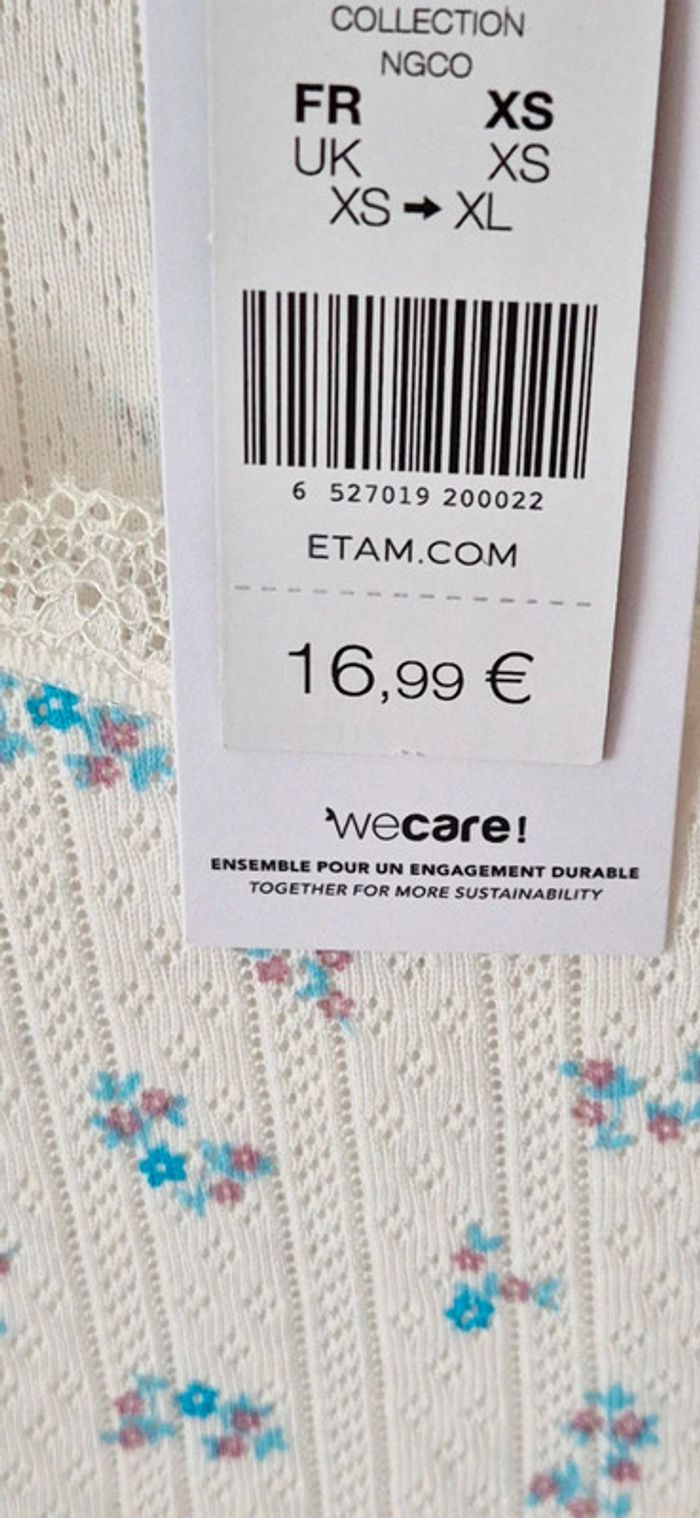 COLLECTION
NGCO
FR XS
UK XS
XS ➔ XL
6 527019 200022
ETAM.COM
16,99 €
wecare!
ENSEMBLE POUR UN ENGAGEMENT DURABLE
TOGETHER FOR MORE SUSTAINABILITY